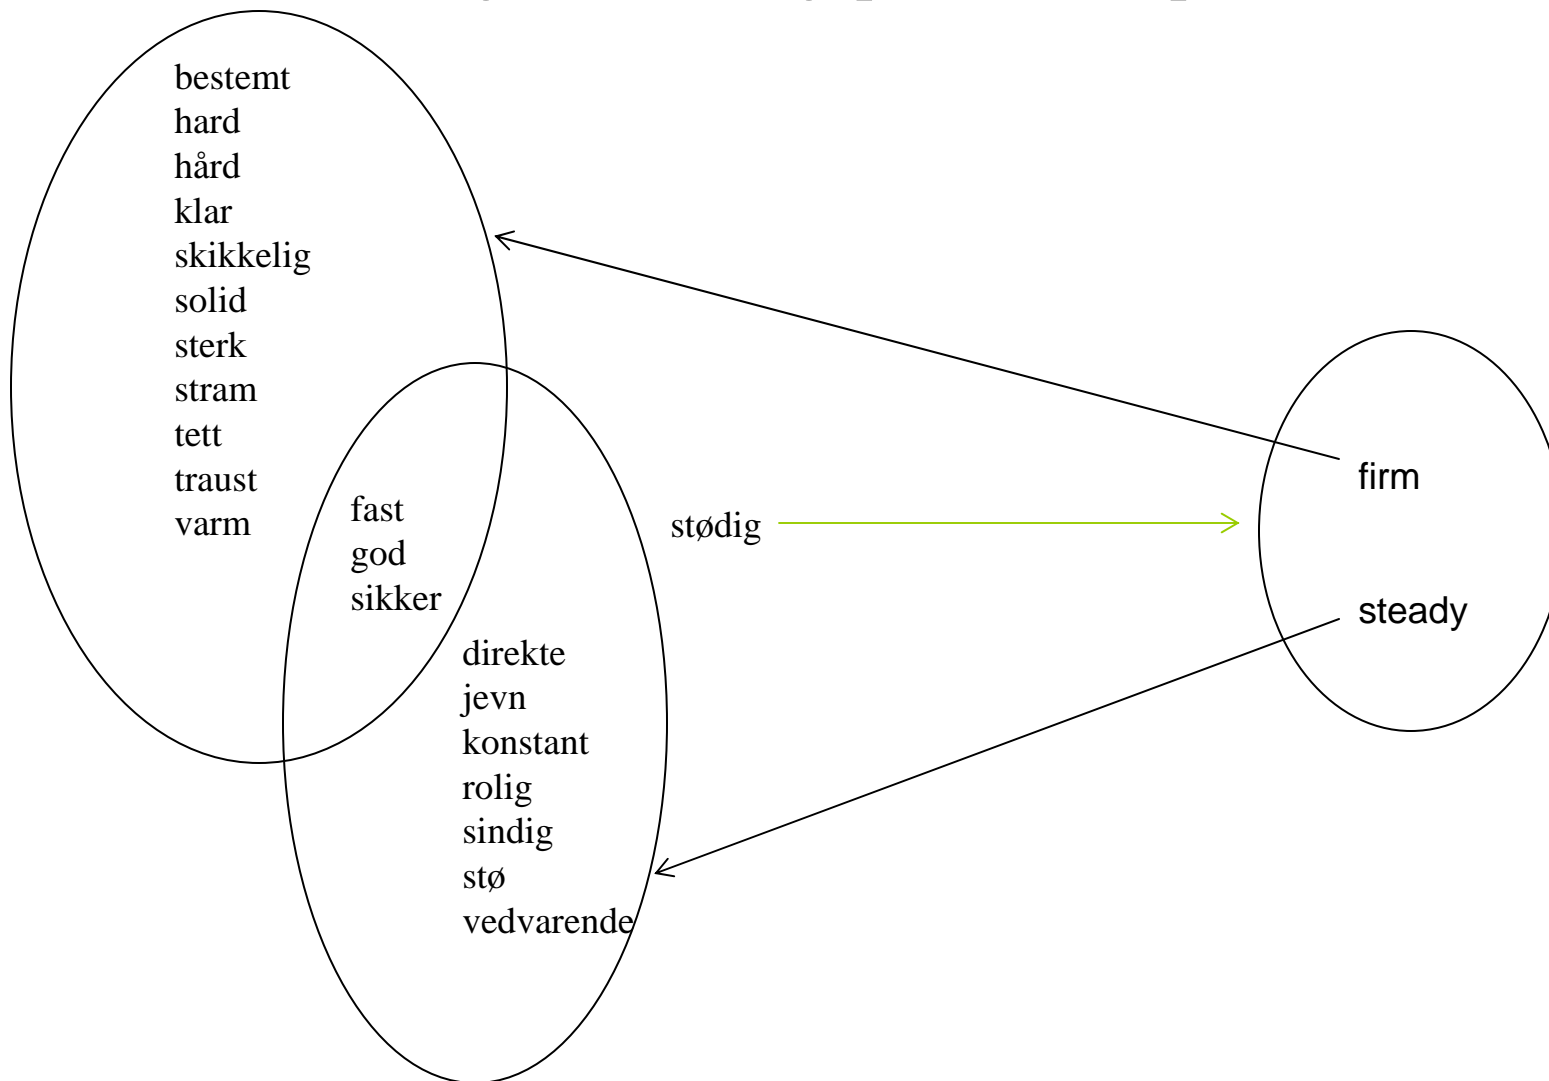 bestemt
hard
hård
klar
skikkelig
solid
sterk
stram
tett
traust
varm
fast
god
sikker
stødig
firm
steady
direkte
jevn
konstant
rolig
sindig
stø
vedvarende